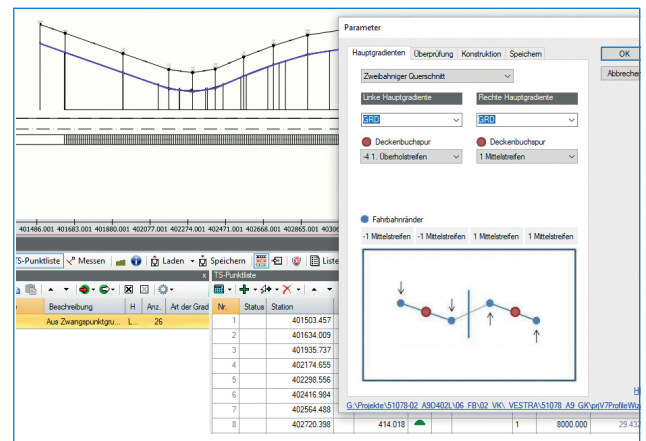 Parameter
Hauptgradienten Überprüfung Konstruktion Speichern
OK
Abbrechen
Zweibahniger Querschnitt
Linke Hauptgradiente Rechte Hauptgradiente
GRD GRD
Deckenbuchspur Deckenbuchspur
-4 1. Überholstreifen 1 Mittelstreifen
Fahrbahnränder
-1 Mittelstreifen -1 Mittelstreifen 1 Mittelstreifen 1 Mittelstreifen
G:\Projekte\51078-02_A9D402L\06_FB\02_VK\_VESTRA\51078_A9_GK\prj\V7ProfileWiz
401486.001 401683.001 401880.001 402077.001 402274.001 402471.001 402668.001 402865.001 40306
TS-Punktliste Messen Laden Speichern Liste
x TS-Punktliste
Beschreibung H Anz. Art der Grad
Aus Zwangspunktgru... L... 26
Nr. Status Station
1 401503.457
2 401634.009
3 401935.737
4 402174.655
5 402298.556
6 402416.984
7 402564.488
8 402720.398 414.018 1 8000.000 29.432